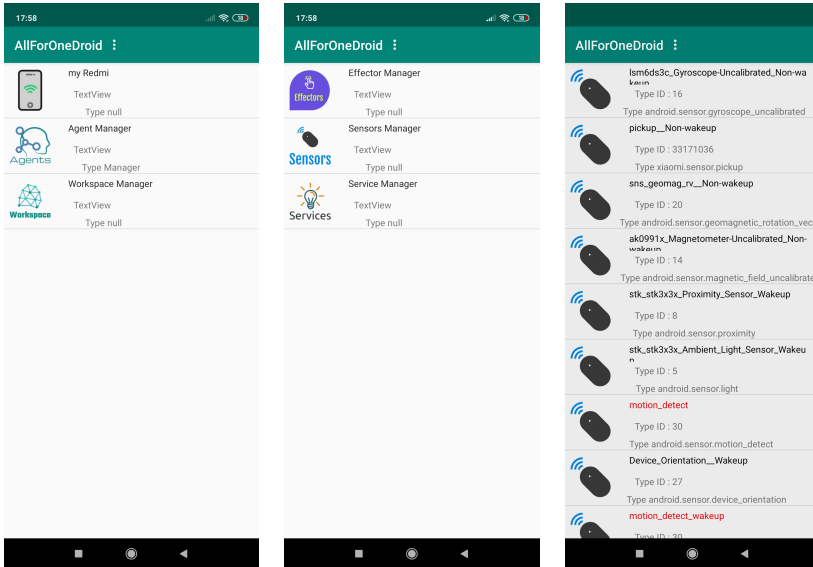 17:58
58
AllForOneDroid
my Redmi
TextView
Type null
Agents
Agent Manager
TextView
Type Manager
Workspace
Workspace Manager
TextView
Type null
17:58
58
AllForOneDroid
Effectors
Effector Manager
TextView
Type null
Sensors
Sensors Manager
TextView
Type null
Services
Service Manager
TextView
Type null
AllForOneDroid
lsm6ds3c_Gyroscope-Uncalibrated_Non-wa
keup
Type ID : 16
Type android.sensor.gyroscope_uncalibrated
pickup__Non-wakeup
Type ID : 33171036
Type xiaomi.sensor.pickup
sns_geomag_rv__Non-wakeup
Type ID : 20
Type android.sensor.geomagnetic_rotation_vec
ak0991x_Magnetometer-Uncalibrated_Non-
wakeup
Type ID : 14
Type android.sensor.magnetic_field_uncalibrate
stk_stk3x3x_Proximity_Sensor_Wakeup
Type ID : 8
Type android.sensor.proximity
stk_stk3x3x_Ambient_Light_Sensor_Wakeu
p
Type ID : 5
Type android.sensor.light
motion_detect
Type ID : 30
Type android.sensor.motion_detect
Device_Orientation__Wakeup
Type ID : 27
Type android.sensor.device_orientation
motion_detect_wakeup
Type ID : 30